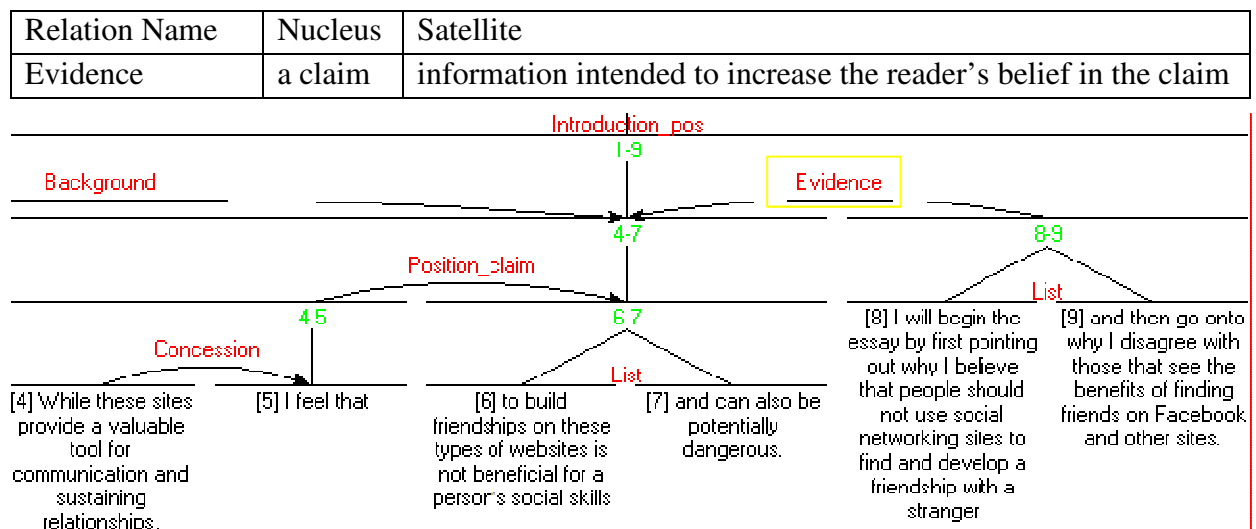 Relation Name Nucleus Satellite
Evidence a claim information intended to increase the reader's belief in the claim
Introduction_pos
1-9
Background Evidence
4-7 8-9
Position_claim
List
4-5 6-7
Concession
List
[4] While these sites
provide a valuable
tool for
communication and
sustaining
relationships.
[5] I feel that
[6] to build
friendships on these
types of websites is
not beneficial for a
person's social skills
[7] and can also be
potentially
dangerous.
[8] I will begin the
essay by first pointing
out why I believe
that people should
not use social
networking sites to
find and develop a
friendship with a
stranger
[9] and then go onto
why I disagree with
those that see the
benefits of finding
friends on Facebook
and other sites.